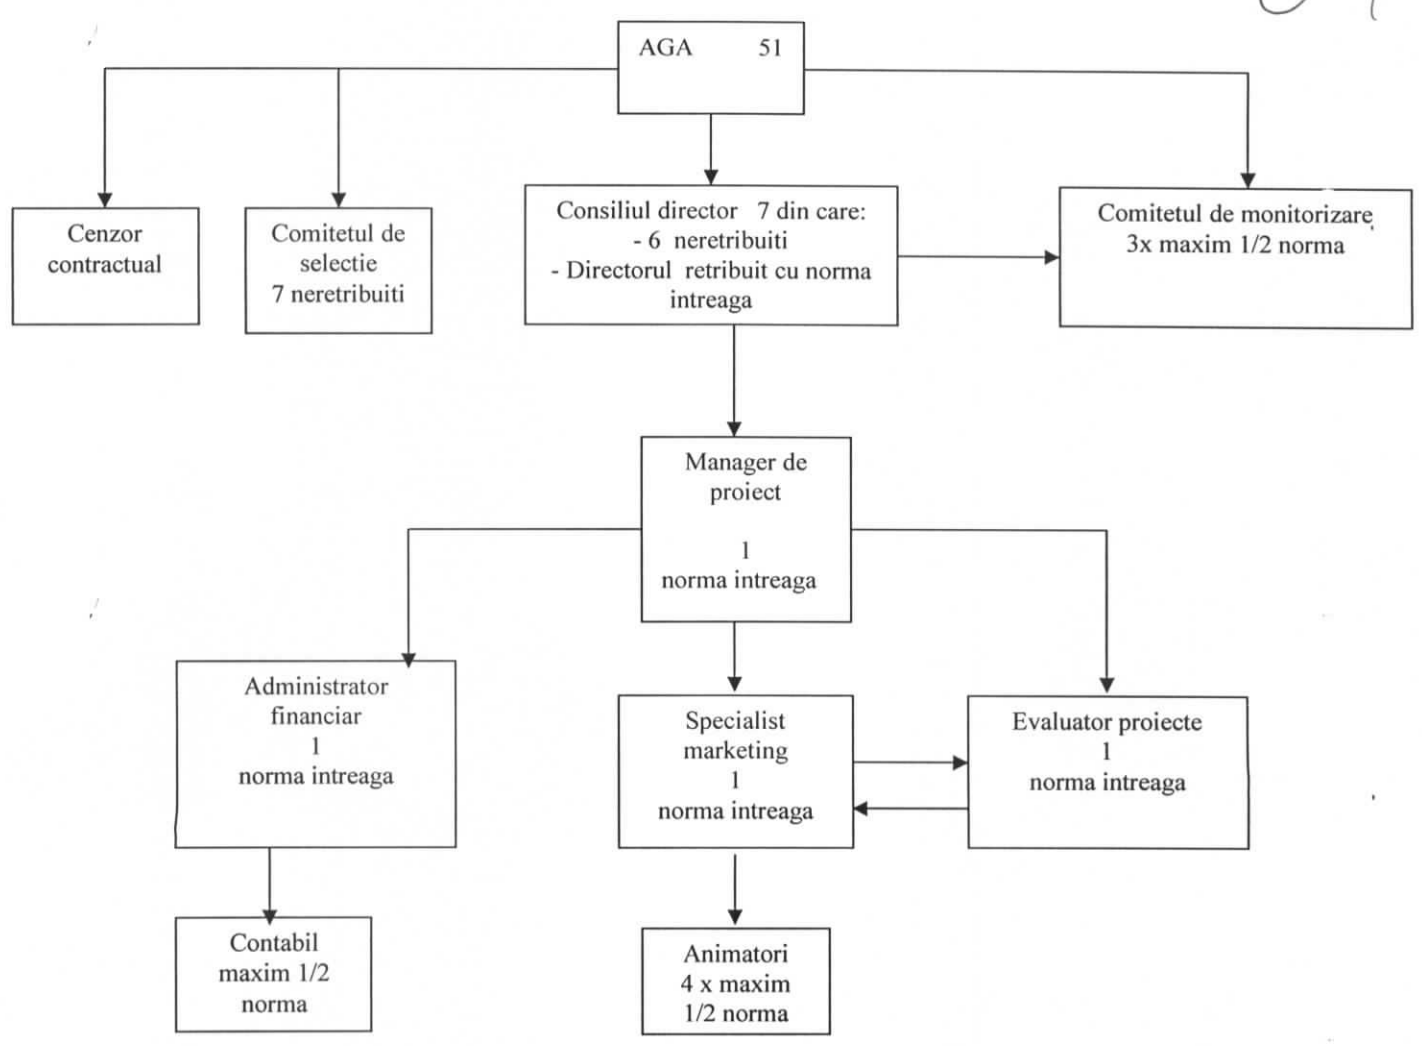 AGA 51
Cenzor
contractual
Comitetul de
selectie
7 neretribuiti
Consiliul director 7 din care:
- 6 neretribuiti
- Directorul retribuit cu norma
intreaga
Comitetul de monitorizare
3x maxim 1/2 norma
Manager de
proiect
1
norma intreaga
Administrator
financiar
1
norma intreaga
Specialist
marketing
1
norma intreaga
Evaluator proiecte
1
norma intreaga
Contabil
maxim 1/2
norma
Animatori
4 x maxim
1/2 norma